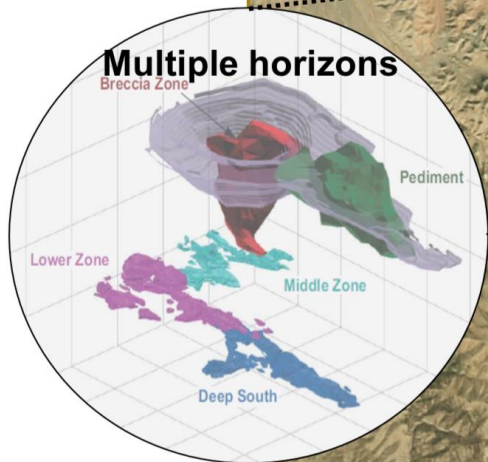 Multiple horizons
Breccia Zone
Pediment
Lower Zone
Middle Zone
Deep South